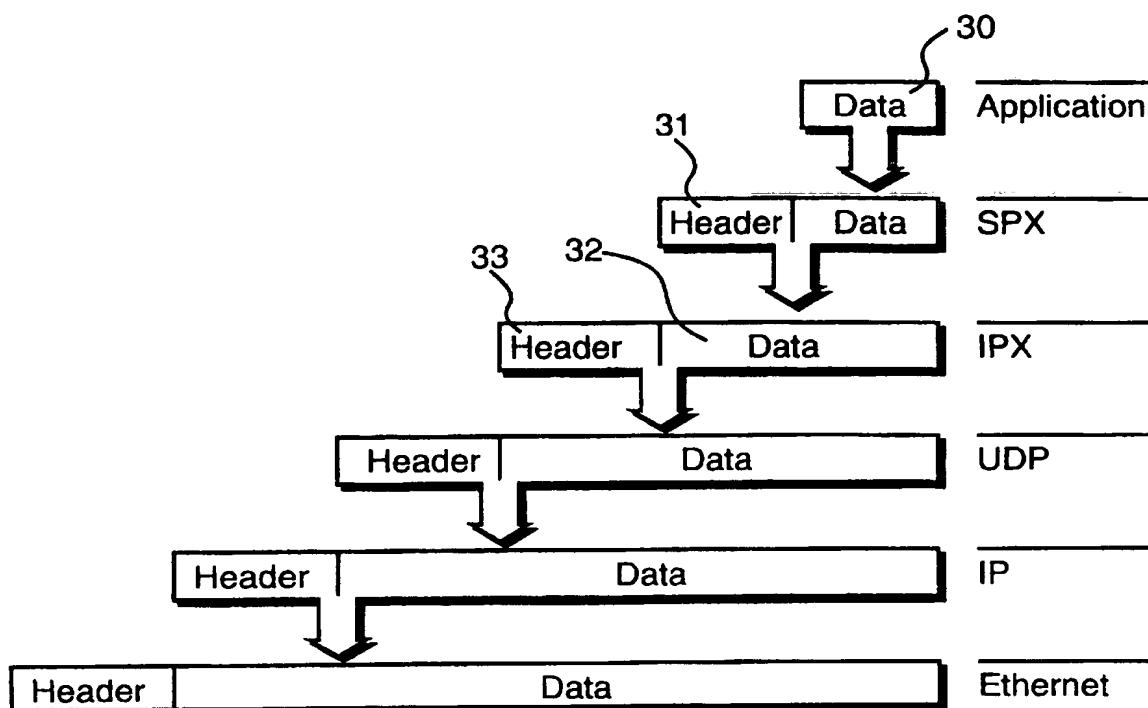 30
Data Application
31
Header Data SPX
33 32
Header Data IPX
Header Data UDP
Header Data IP
Header Data Ethernet